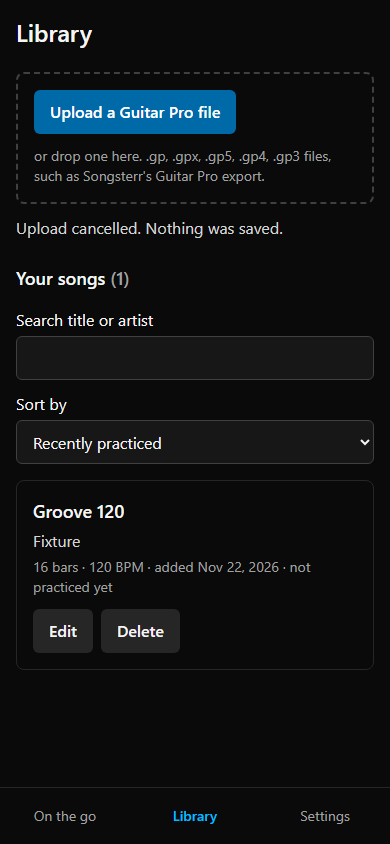 Library
Upload a Guitar Pro file
or drop one here. .gp, .gpx, .gp5, .gp4, .gp3 files,
such as Songsterr's Guitar Pro export.
Upload cancelled. Nothing was saved.
Your songs (1)
Search title or artist
Sort by
Recently practiced
Groove 120
Fixture
16 bars · 120 BPM · added Nov 22, 2026 · not
practiced yet
Edit Delete
On the go Library Settings